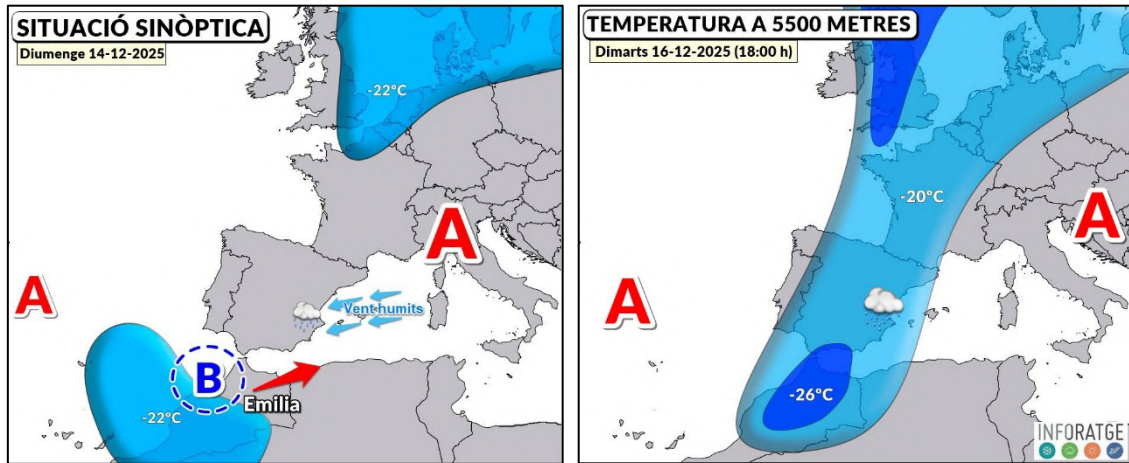 SITUACIÓ SINÒPTICA
Diumenge 14-12-2025
-22°C
A
A
Vent humits
B
Emilia
-22°C
TEMPERATURA A 5500 METRES
Dimarts 16-12-2025 (18:00 h)
-20°C
A
A
-26°C
INFORATGE